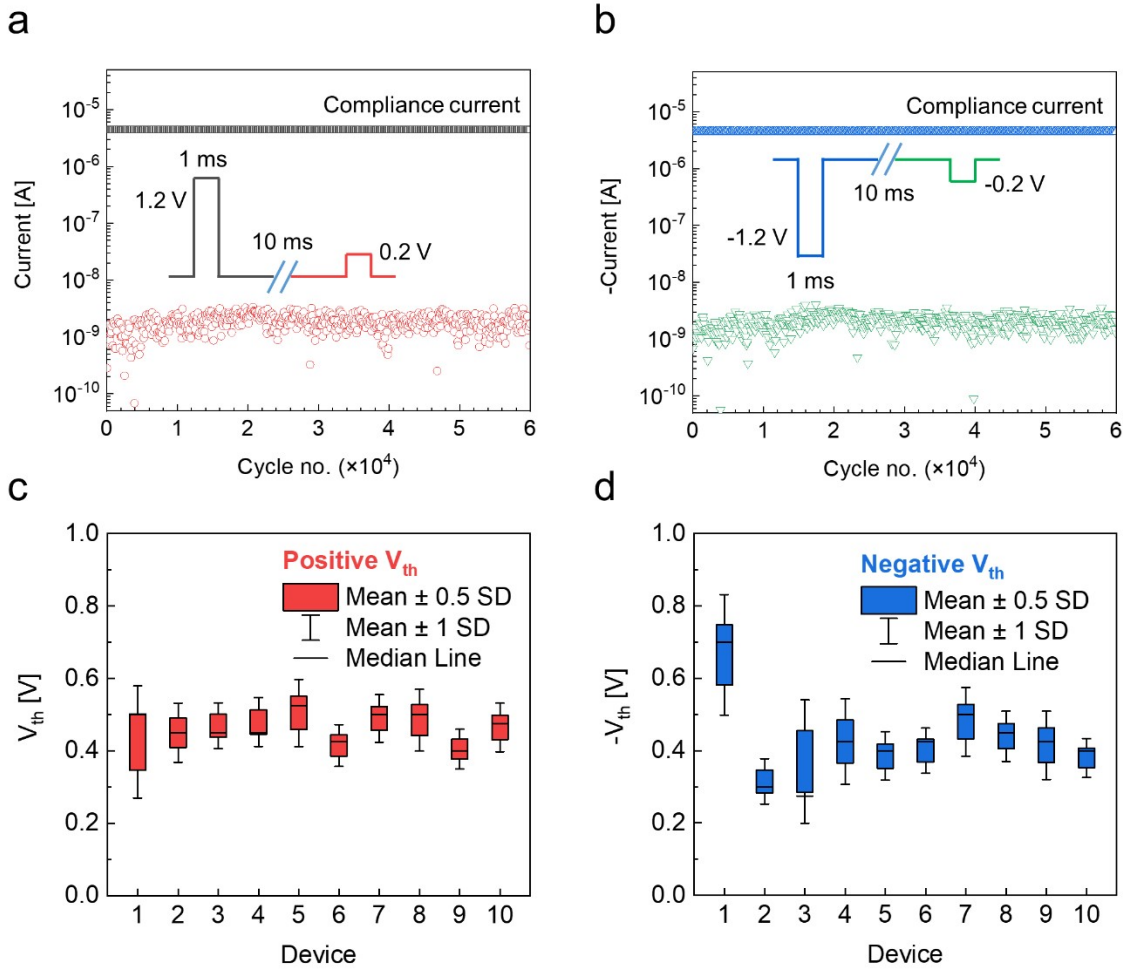 a
Current [A]
10⁻⁵
10⁻⁶
10⁻⁷
10⁻⁸
10⁻⁹
10⁻¹⁰
Compliance current
1 ms
1.2 V
10 ms
0.2 V
0 1 2 3 4 5 6
Cycle no. (×10⁴)
b
-Current [A]
10⁻⁵
10⁻⁶
10⁻⁷
10⁻⁸
10⁻⁹
10⁻¹⁰
Compliance current
10 ms
-0.2 V
-1.2 V
1 ms
0 1 2 3 4 5 6
Cycle no. (×10⁴)
c
V_th [V]
1.0
0.8
0.6
0.4
0.2
0.0
Positive V_th
Mean ± 0.5 SD
Mean ± 1 SD
Median Line
1 2 3 4 5 6 7 8 9 10
Device
d
-V_th [V]
1.0
0.8
0.6
0.4
0.2
0.0
Negative V_th
Mean ± 0.5 SD
Mean ± 1 SD
Median Line
1 2 3 4 5 6 7 8 9 10
Device